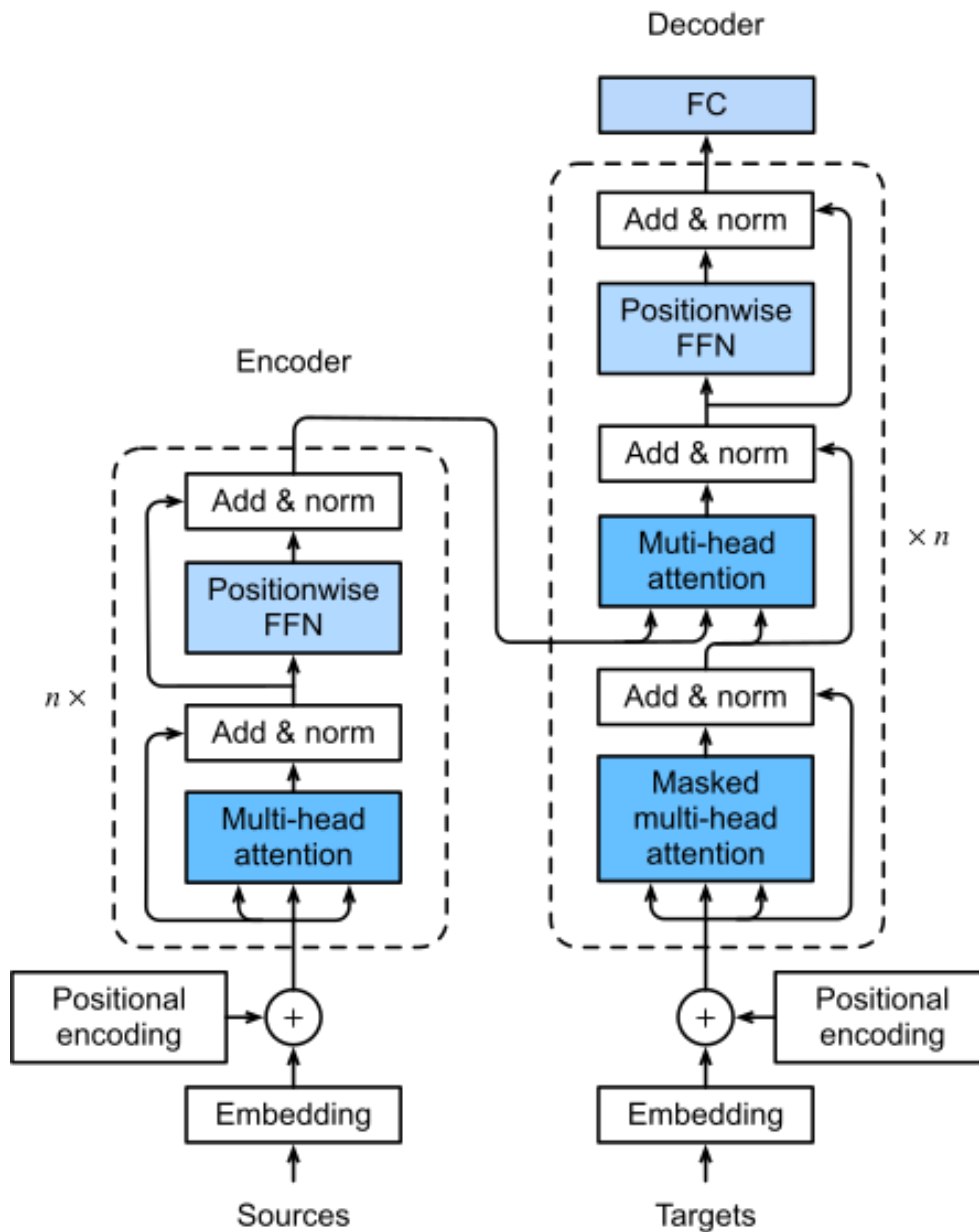 Decoder
FC
Add & norm
Positionwise
FFN
Add & norm
Muti-head
attention
× n
Add & norm
Masked
multi-head
attention
Positional
encoding
+
Embedding
Targets
Encoder
Add & norm
Positionwise
FFN
n ×
Add & norm
Multi-head
attention
Positional
encoding
+
Embedding
Sources